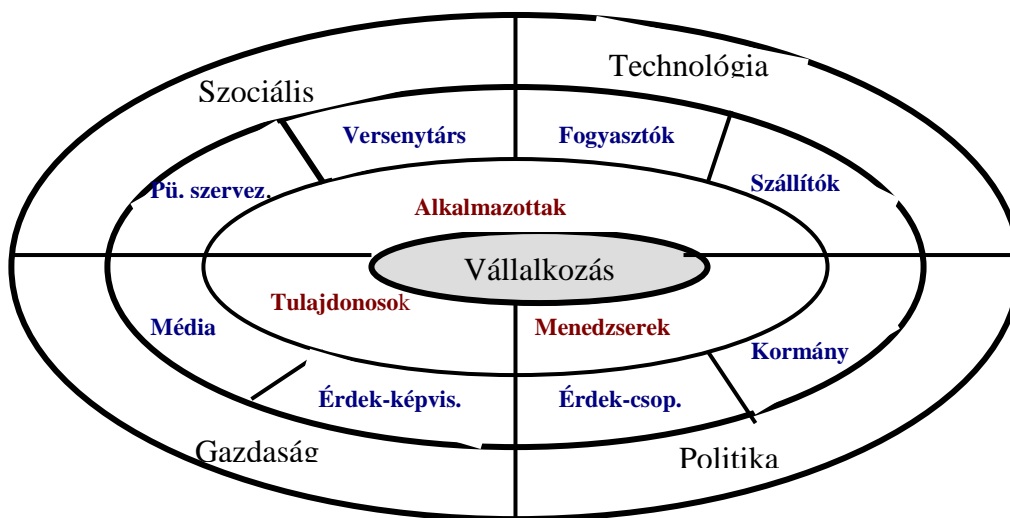 Technológia
Szociális
Versenytárs
Fogyasztók
Pü. szervez.
Szállítók
Alkalmazottak
Vállalkozás
Tulajdonosok
Média
Menedzserek
Kormány
Érdek-képvis.
Érdek-csop.
Gazdaság
Politika